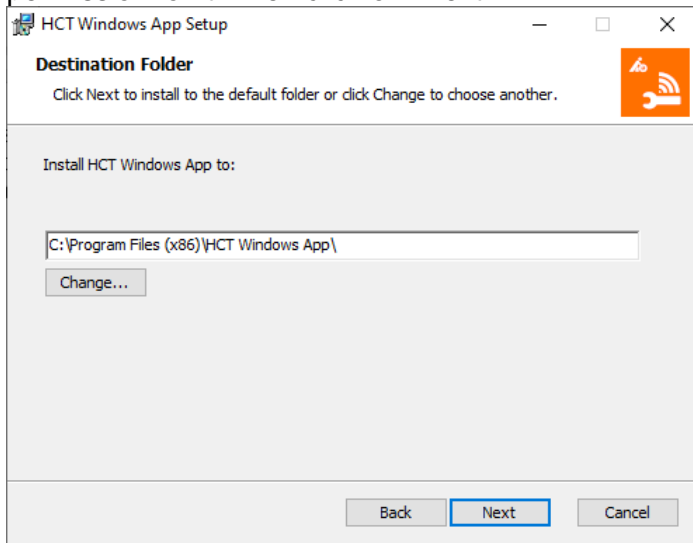 HCT Windows App Setup
Destination Folder
Click Next to install to the default folder or click Change to choose another.
Install HCT Windows App to:
C:\Program Files (x86)\HCT Windows App\
Change...
Back Next Cancel